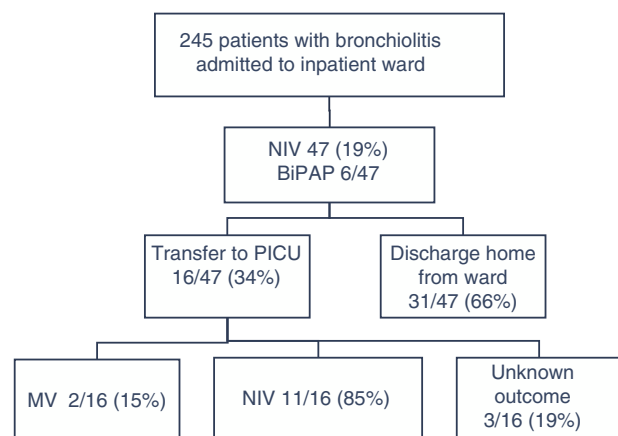 245 patients with bronchiolitis
admitted to inpatient ward
NIV 47 (19%)
BiPAP 6/47
Transfer to PICU
16/47 (34%)
Discharge home
from ward
31/47 (66%)
MV 2/16 (15%)
NIV 11/16 (85%)
Unknown
outcome
3/16 (19%)